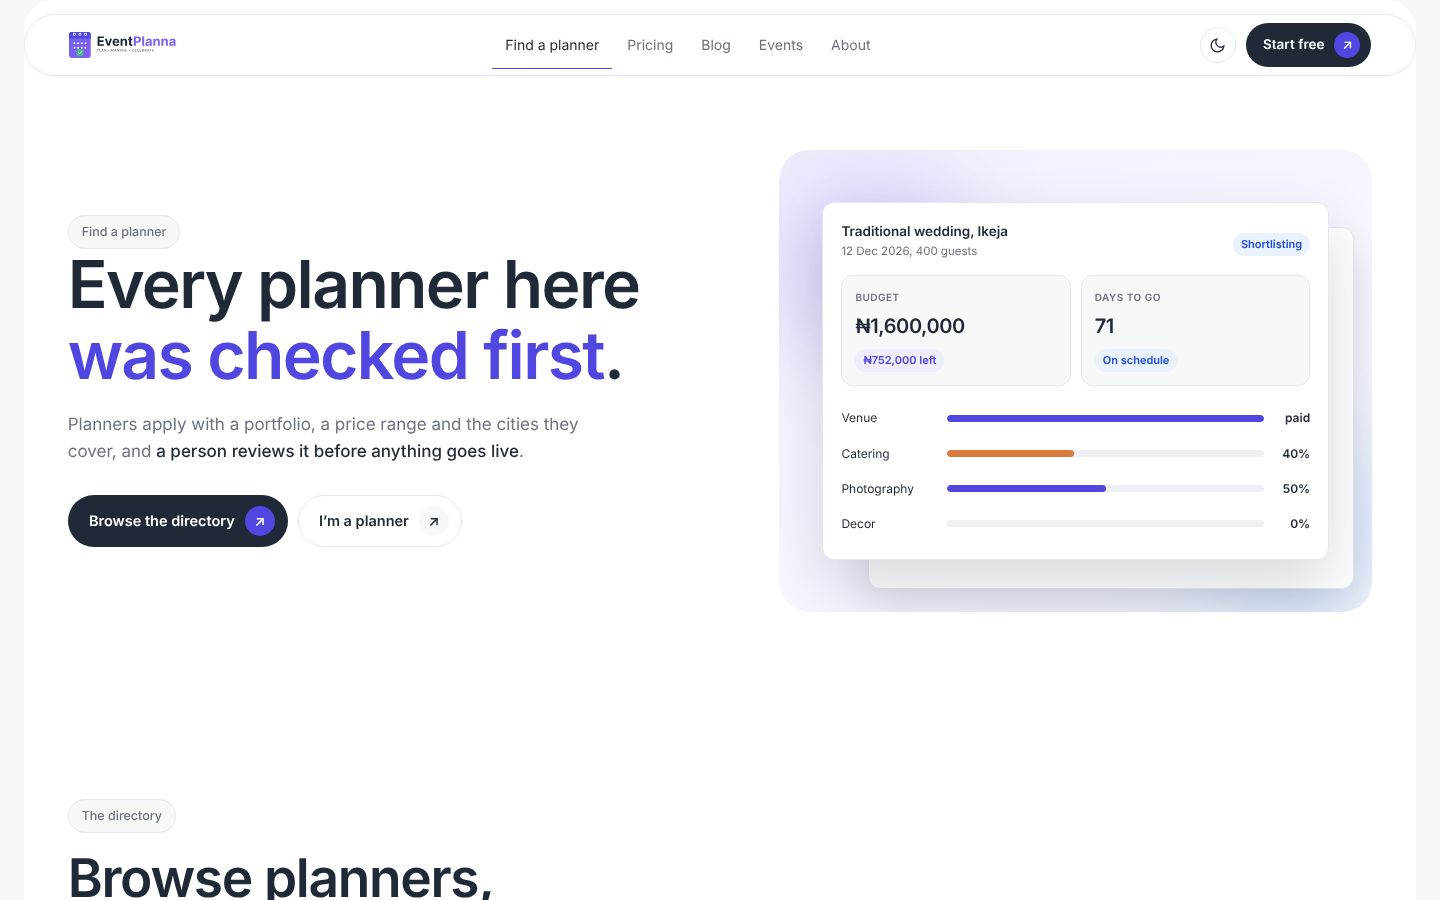 EventPlanna
PLAN • MANAGE • CELEBRATE
Find a planner
Pricing
Blog
Events
About
Start free
Find a planner
Every planner here
was checked first.
Planners apply with a portfolio, a price range and the cities they
cover, and a person reviews it before anything goes live.
Browse the directory
I’m a planner
Traditional wedding, Ikeja
12 Dec 2026, 400 guests
Shortlisting
BUDGET
₦1,600,000
₦752,000 left
DAYS TO GO
71
On schedule
Venue
paid
Catering
40%
Photography
50%
Decor
0%
The directory
Browse planners,